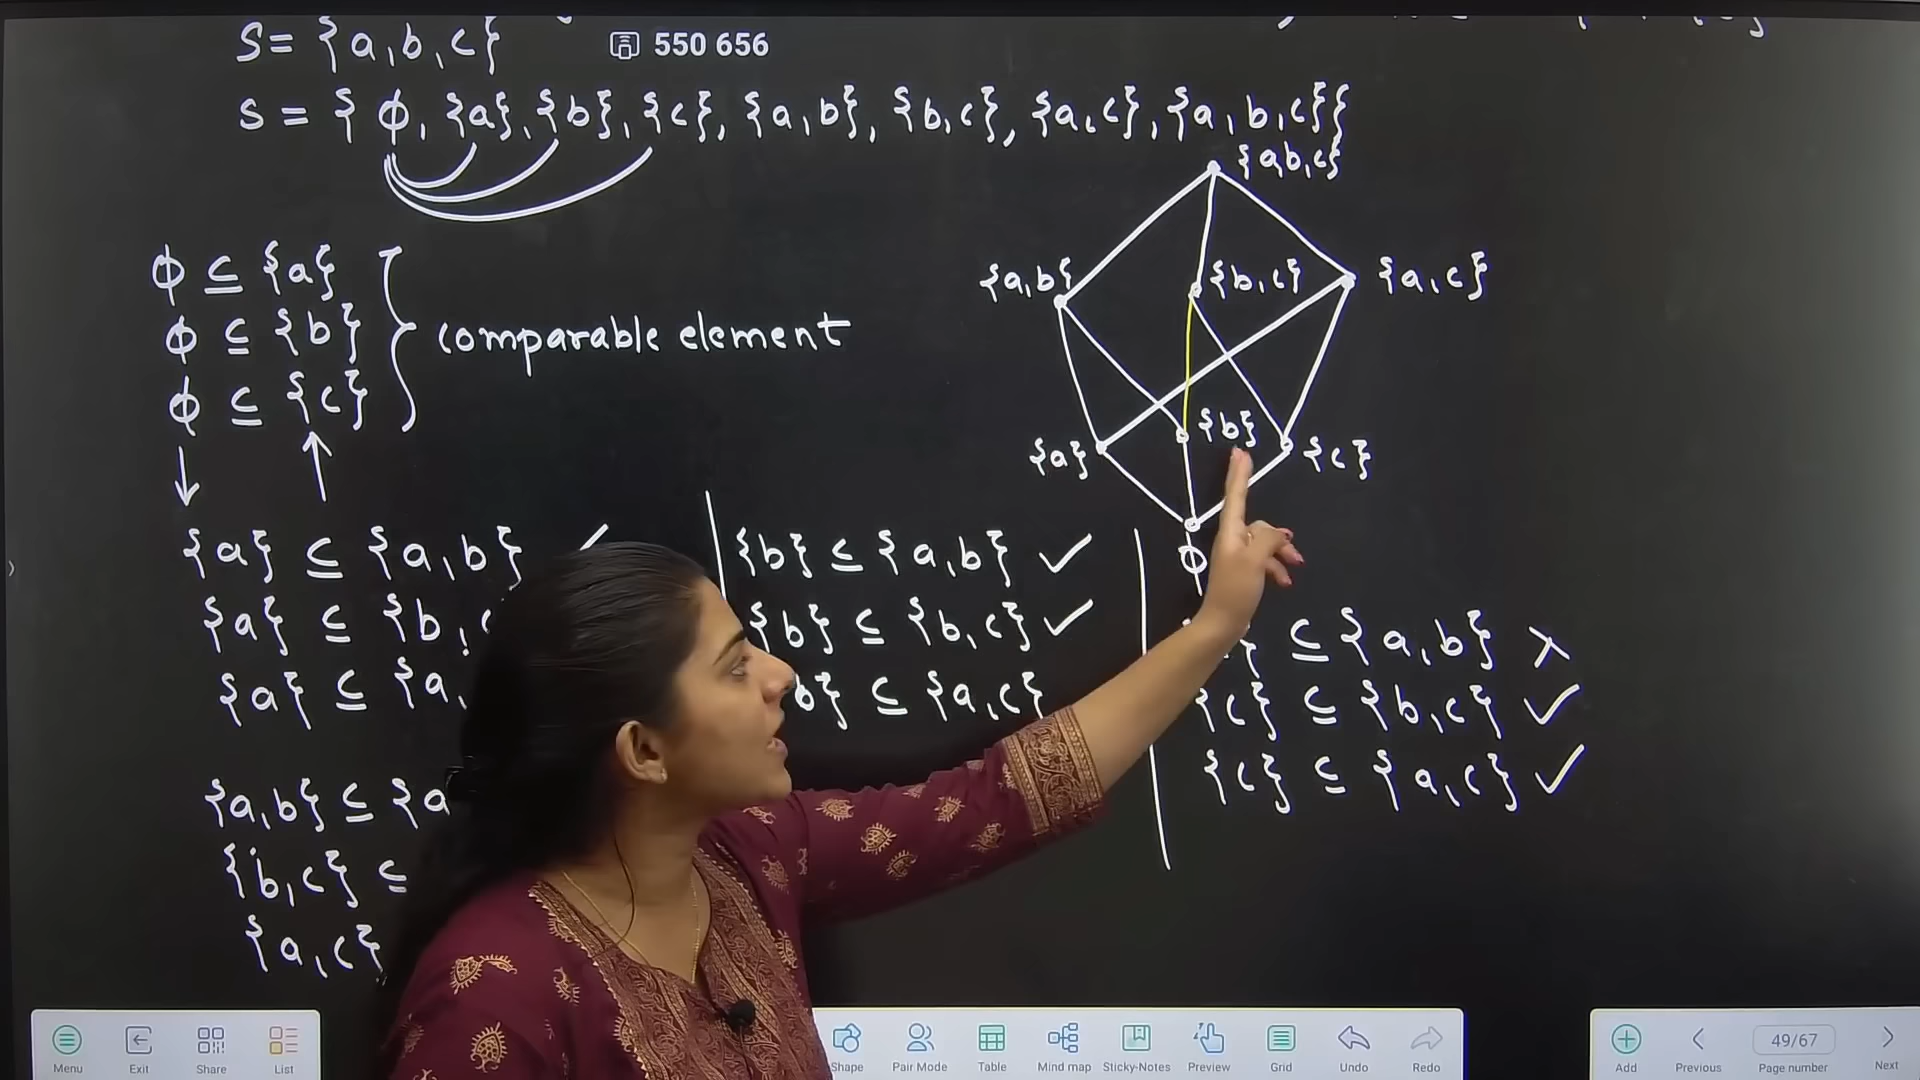 S= {a,b,c}
550 656
S = { ϕ, {a}, {b}, {c}, {a,b}, {b,c}, {a,c}, {a,b,c}}
{ab,c}
{a,b}
{b,c}
{a,c}
{a}
{b}
{c}
ϕ
ϕ ⊆ {a}
ϕ ⊆ {b}
ϕ ⊆ {c}
comparable element
{a} ⊆ {a,b} ✓
{a} ⊆ {b,c
{a} ⊆ {a,
{b} ⊆ {a,b} ✓
{b} ⊆ {b,c} ✓
b} ⊆ {a,c}
⊆ {a,b} ✗
{c} ⊆ {b,c} ✓
{c} ⊆ {a,c} ✓
{a,b} ⊆ {a
{b,c} ⊆
{a,c}
Menu Exit Share List
Shape Pair Mode Table Mind map Sticky-Notes Preview Grid Undo Redo
Add Previous 49/67 Page number Next